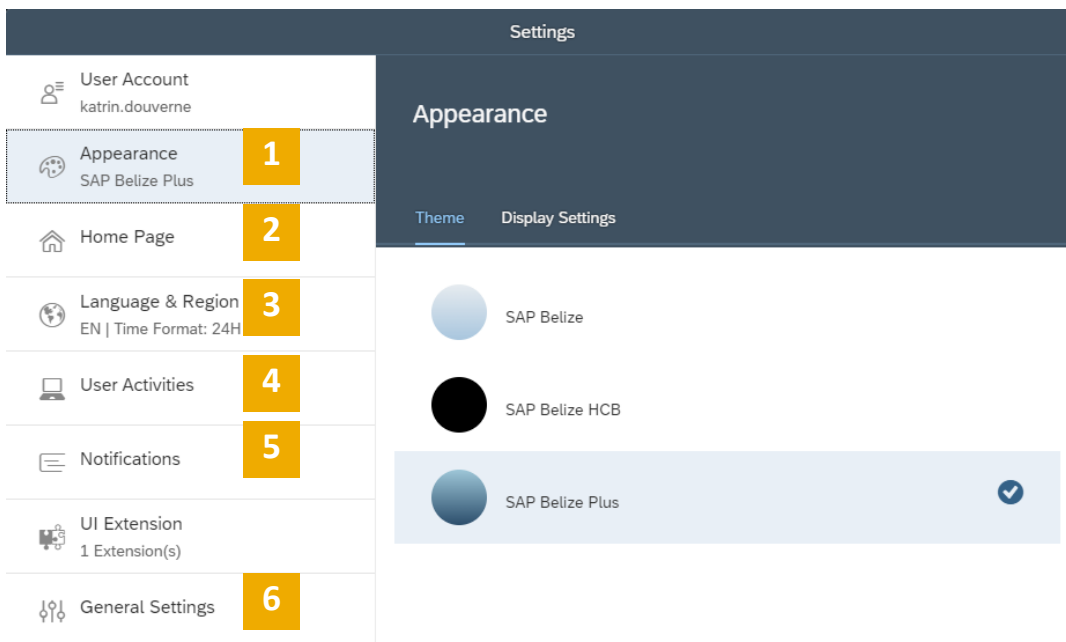 Settings
User Account
katrin.douverne
Appearance
SAP Belize Plus
1
Home Page
2
Language & Region
EN | Time Format: 24H
3
User Activities
4
Notifications
5
UI Extension
1 Extension(s)
General Settings
6
Appearance
Theme
Display Settings
SAP Belize
SAP Belize HCB
SAP Belize Plus